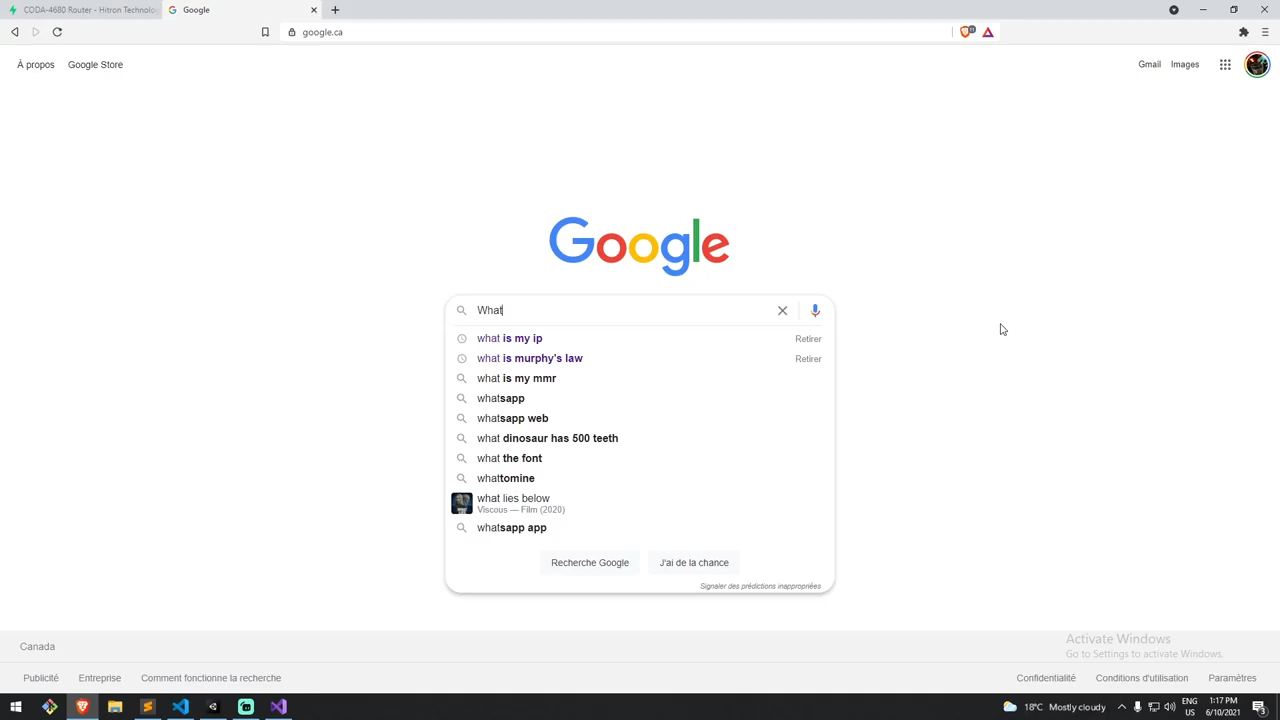 CODA-4680 Router - Hitron Technolog
Google
google.ca
À propos
Google Store
Gmail
Images
Google
What
what is my ip
Retirer
what is murphy's law
Retirer
what is my mmr
whatsapp
whatsapp web
what dinosaur has 500 teeth
what the font
whattomine
what lies below
Viscous — Film (2020)
whatsapp app
Recherche Google
J'ai de la chance
Signaler des prédictions inappropriées
Canada
Activate Windows
Go to Settings to activate Windows.
Publicité
Entreprise
Comment fonctionne la recherche
Confidentialité
Conditions d'utilisation
Paramètres
18°C Mostly cloudy
ENG
US
1:17 PM
6/10/2021
3